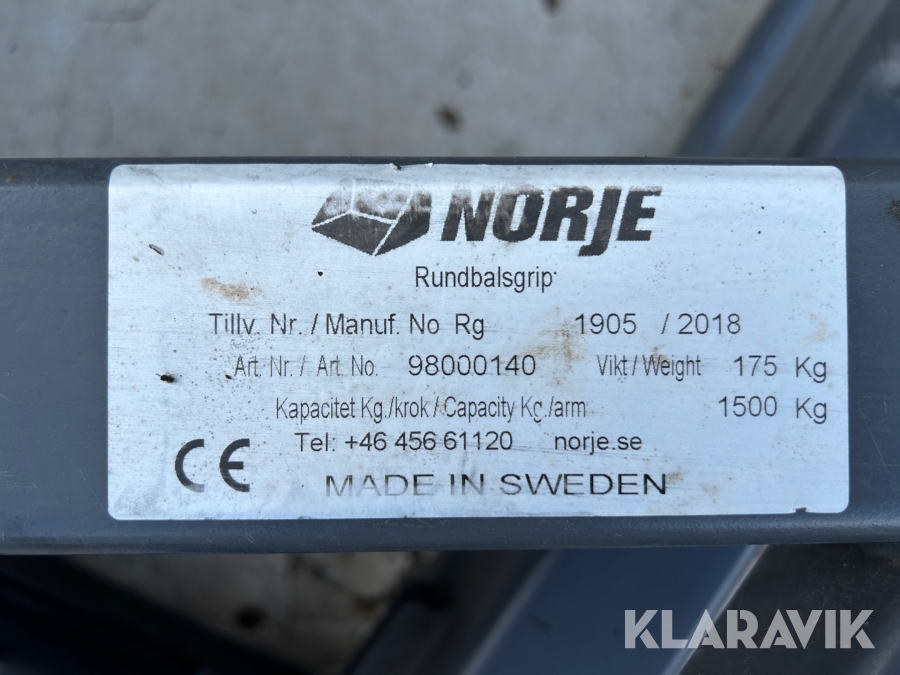 NORJE
Rundbalsgrip
Tillv. Nr. / Manuf. No Rg 1905 / 2018
Art. Nr. / Art. No. 98000140 Vikt / Weight 175 Kg
Kapacitet Kg./krok / Capacity Kg./arm 1500 Kg
Tel: +46 456 61120 norje.se
CE MADE IN SWEDEN
KLARAVIK